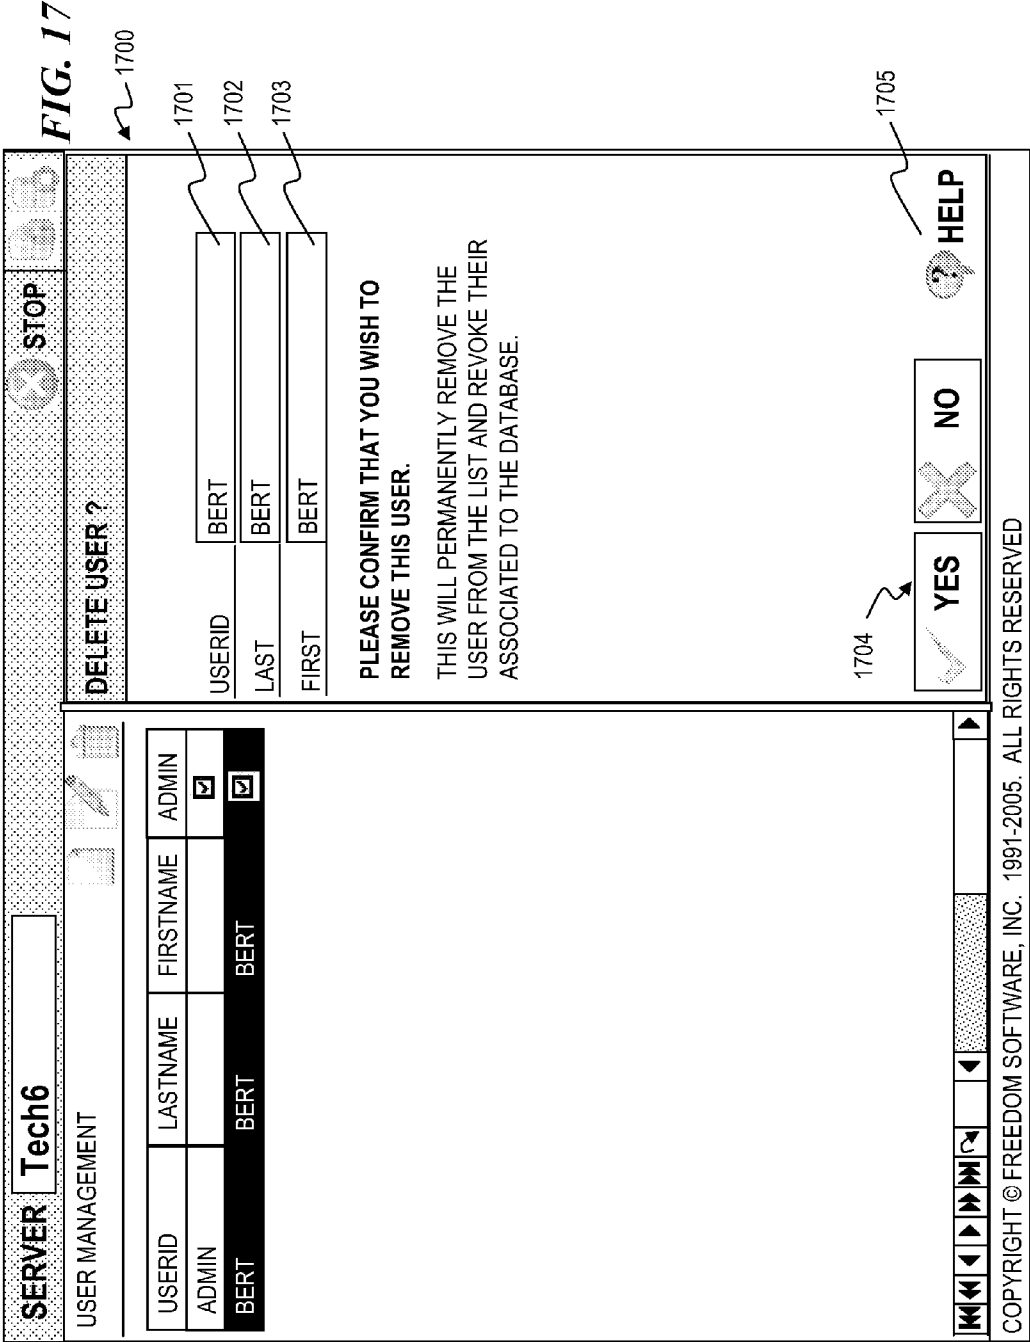 FIG. 17
1700
SERVER Tech6 STOP
USER MANAGEMENT
USERID LASTNAME FIRSTNAME ADMIN
ADMIN
BERT BERT BERT
DELETE USER ?
USERID BERT 1701
LAST BERT 1702
FIRST BERT 1703
PLEASE CONFIRM THAT YOU WISH TO
REMOVE THIS USER.
THIS WILL PERMANENTLY REMOVE THE
USER FROM THE LIST AND REVOKE THEIR
ASSOCIATED TO THE DATABASE.
1704
YES NO ? HELP
1705
COPYRIGHT © FREEDOM SOFTWARE, INC. 1991-2005. ALL RIGHTS RESERVED